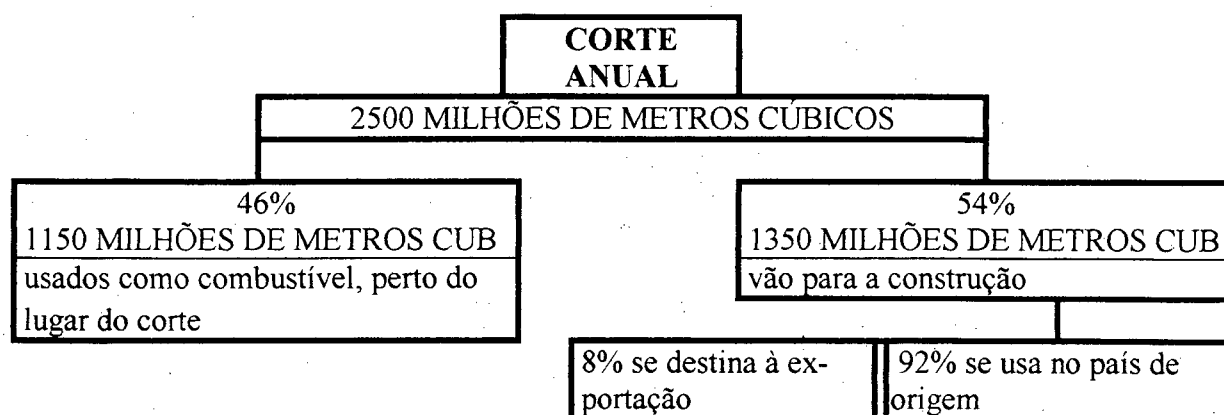 CORTE
ANUAL
2500 MILHÕES DE METROS CÚBICOS
46%
1150 MILHÕES DE METROS CUB
usados como combustível, perto do
lugar do corte
54%
1350 MILHÕES DE METROS CUB
vão para a construção
8% se destina à ex-
portação
92% se usa no país de
origem